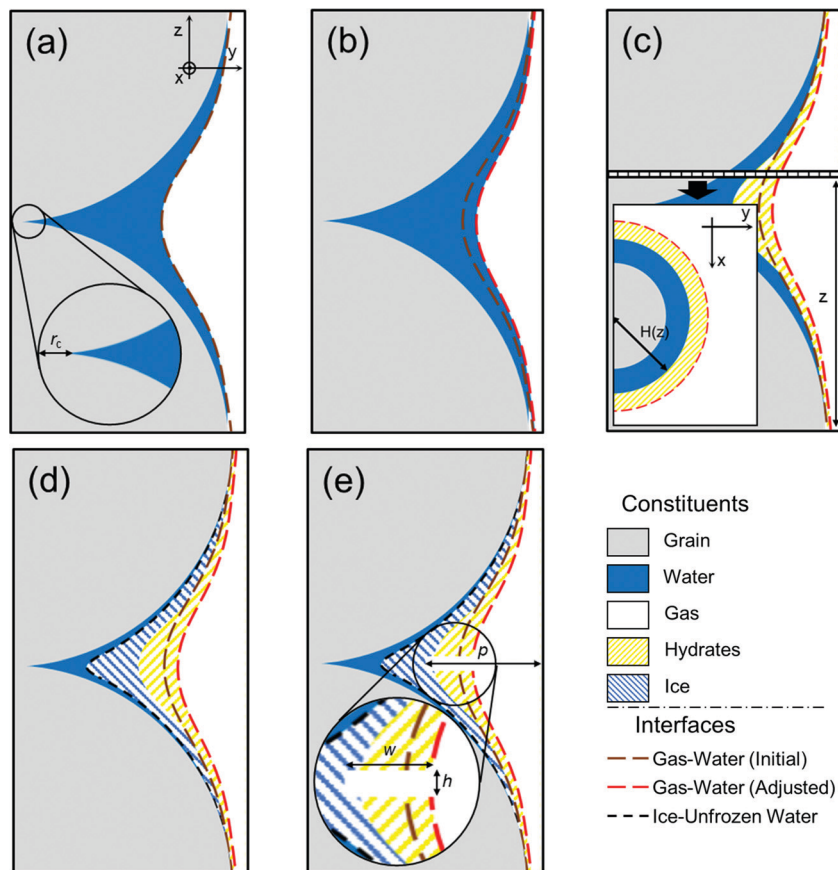 (a)
z
y
x
r_c
(b)
(c)
y
x
H(z)
z
(d)
(e)
p
w
h
Constituents
Grain
Water
Gas
Hydrates
Ice
Interfaces
Gas-Water (Initial)
Gas-Water (Adjusted)
Ice-Unfrozen Water